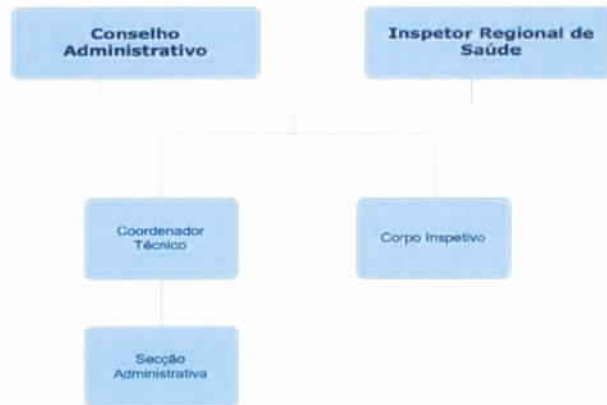 Conselho
Administrativo
Inspetor Regional de
Saúde
Coordenador
Técnico
Corpo Inspetivo
Secção
Administrativa